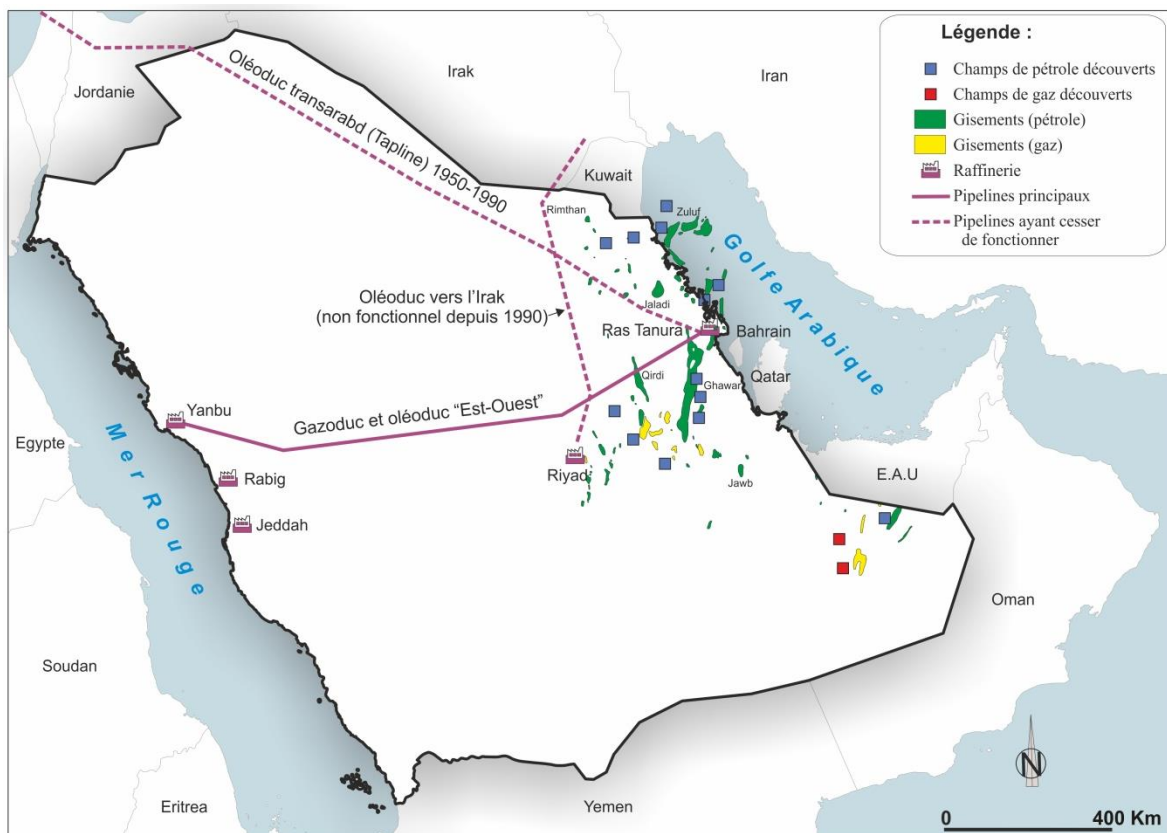 Légende :
Champs de pétrole découverts
Champs de gaz découverts
Gisements (pétrole)
Gisements (gaz)
Raffinerie
Pipelines principaux
Pipelines ayant cesser
de fonctionner
Jordanie
Irak
Iran
Oléoduc transarabd (Tapline) 1950-1990
Kuwait
Rimthan
Zuluf
Golfe Arabique
Oléoduc vers l'Irak
(non fonctionnel depuis 1990)
Jaladi
Ras Tanura
Bahrain
Qatar
Qirdi
Ghawar
Gazoduc et oléoduc “Est-Ouest”
Yanbu
Egypte
Mer Rouge
Rabig
Jeddah
Riyad
Jawb
E.A.U
Oman
Soudan
Eritrea
Yemen
N
0 400 Km